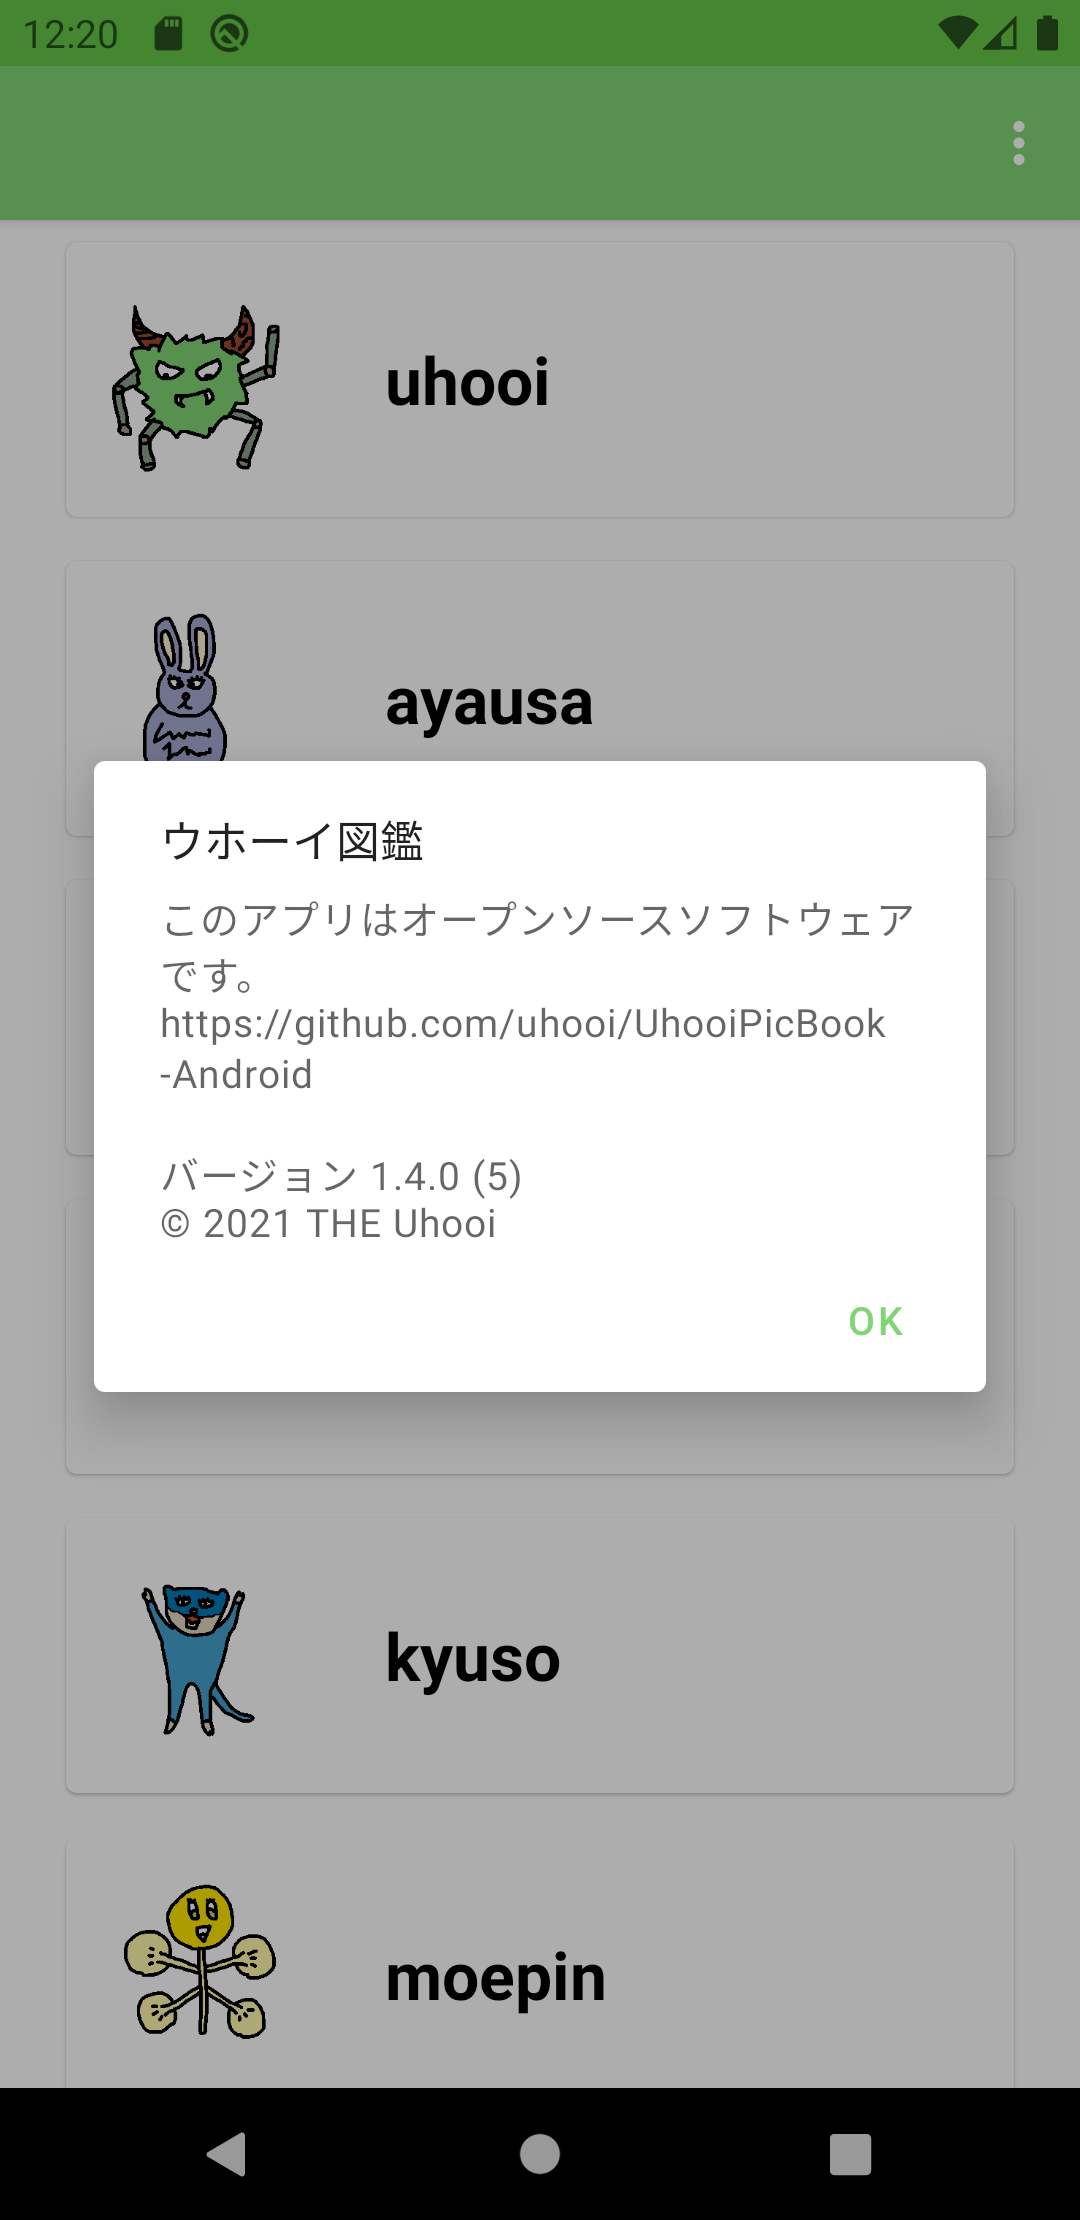 12:20
uhooi
ayausa
ウホーイ図鑑
このアプリはオープンソースソフトウェア
です。
https://github.com/uhooi/UhooiPicBook
-Android
バージョン 1.4.0 (5)
© 2021 THE Uhooi
OK
kyuso
moepin